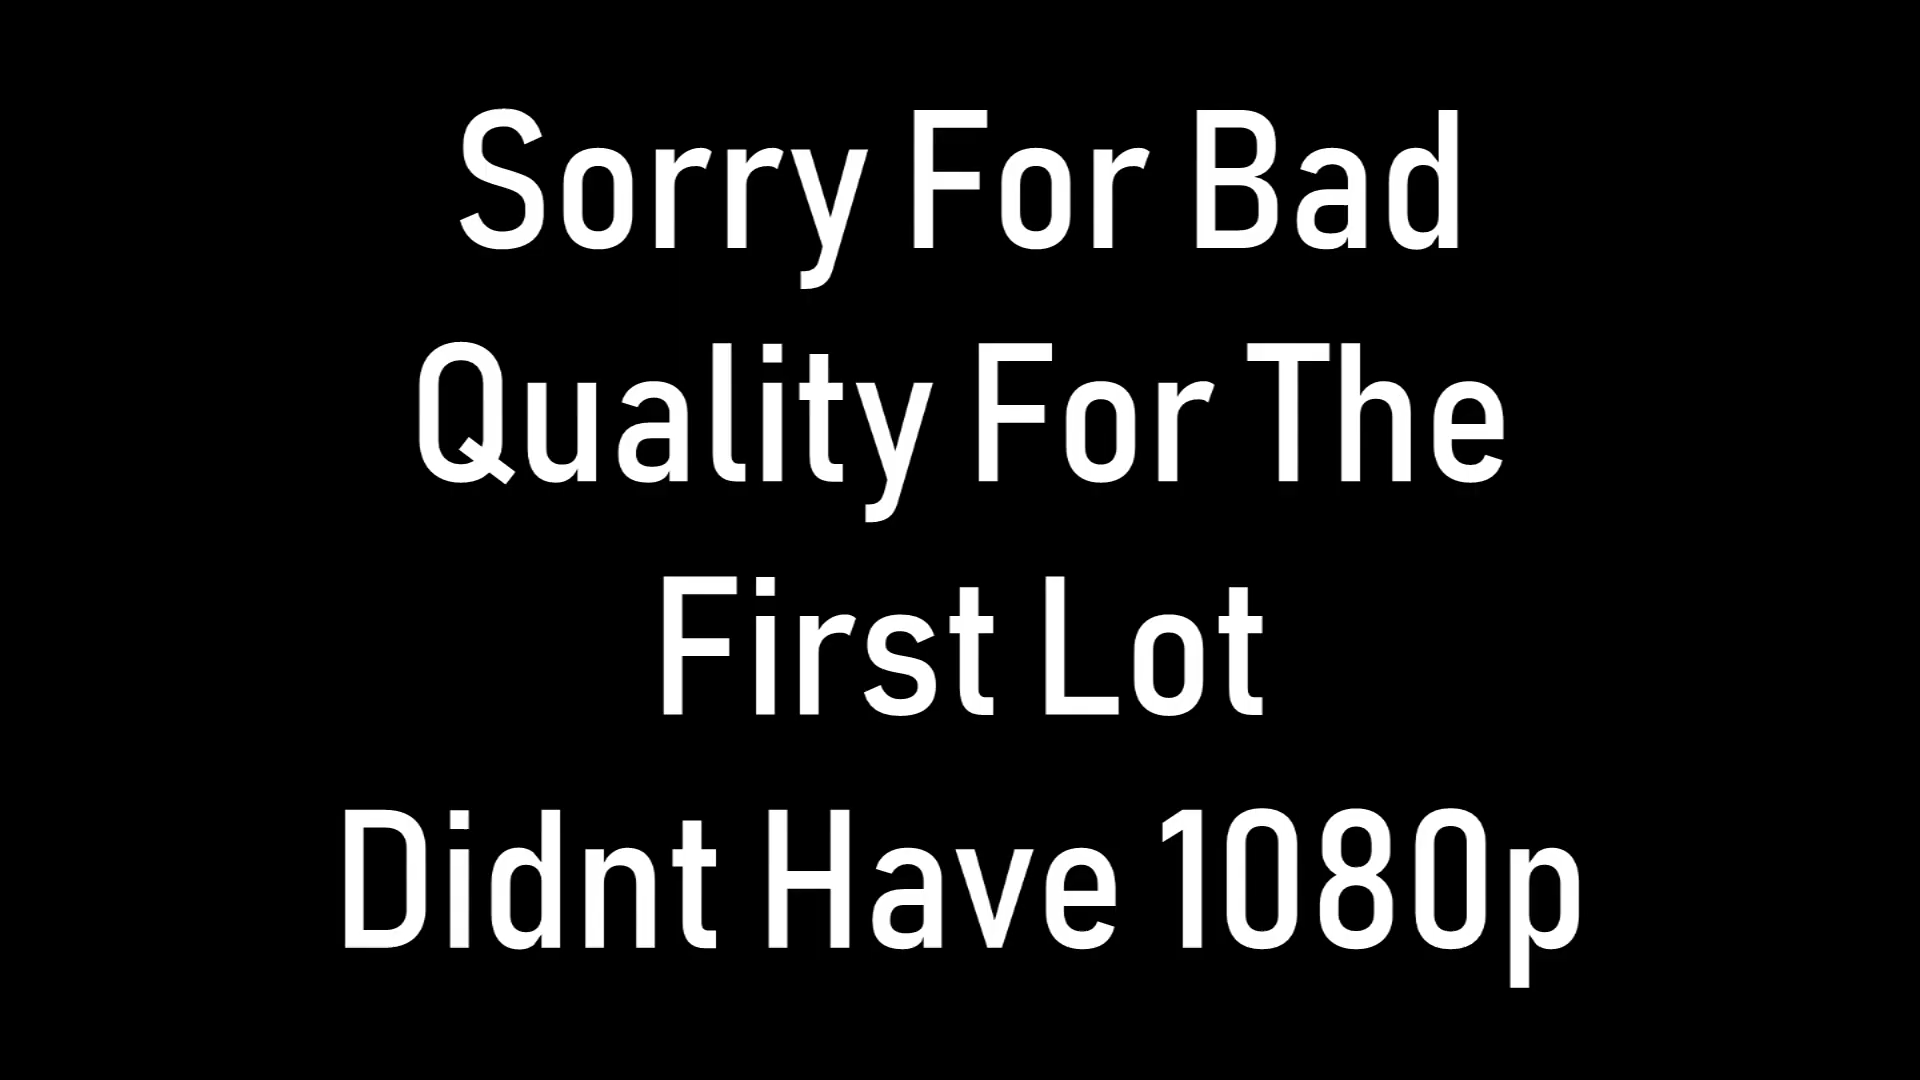 Sorry For Bad
Quality For The
First Lot
Didnt Have 1080p